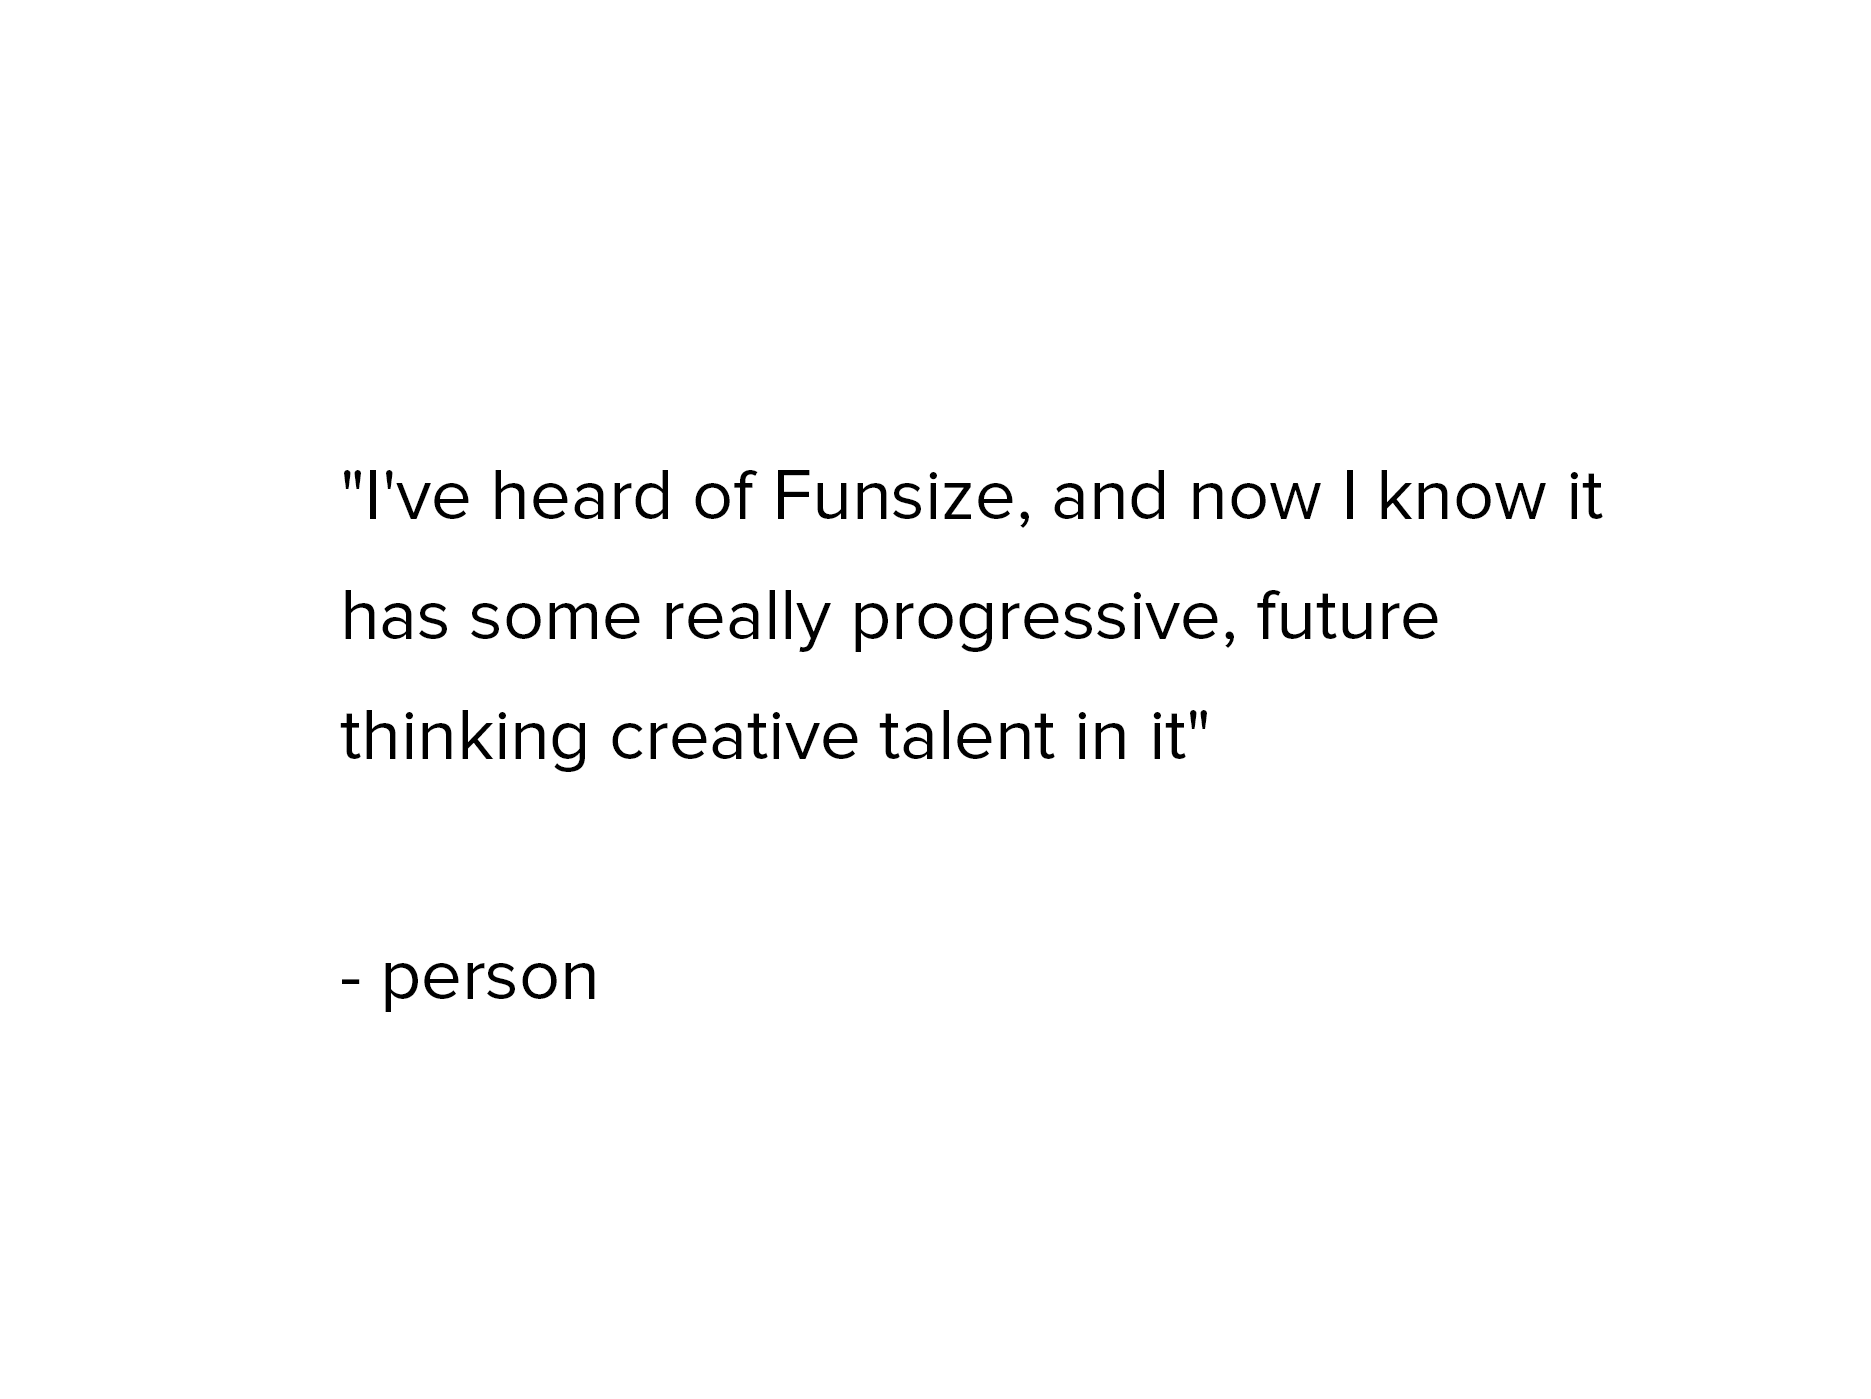 "I've heard of Funsize, and now I know it
has some really progressive, future
thinking creative talent in it"
- person